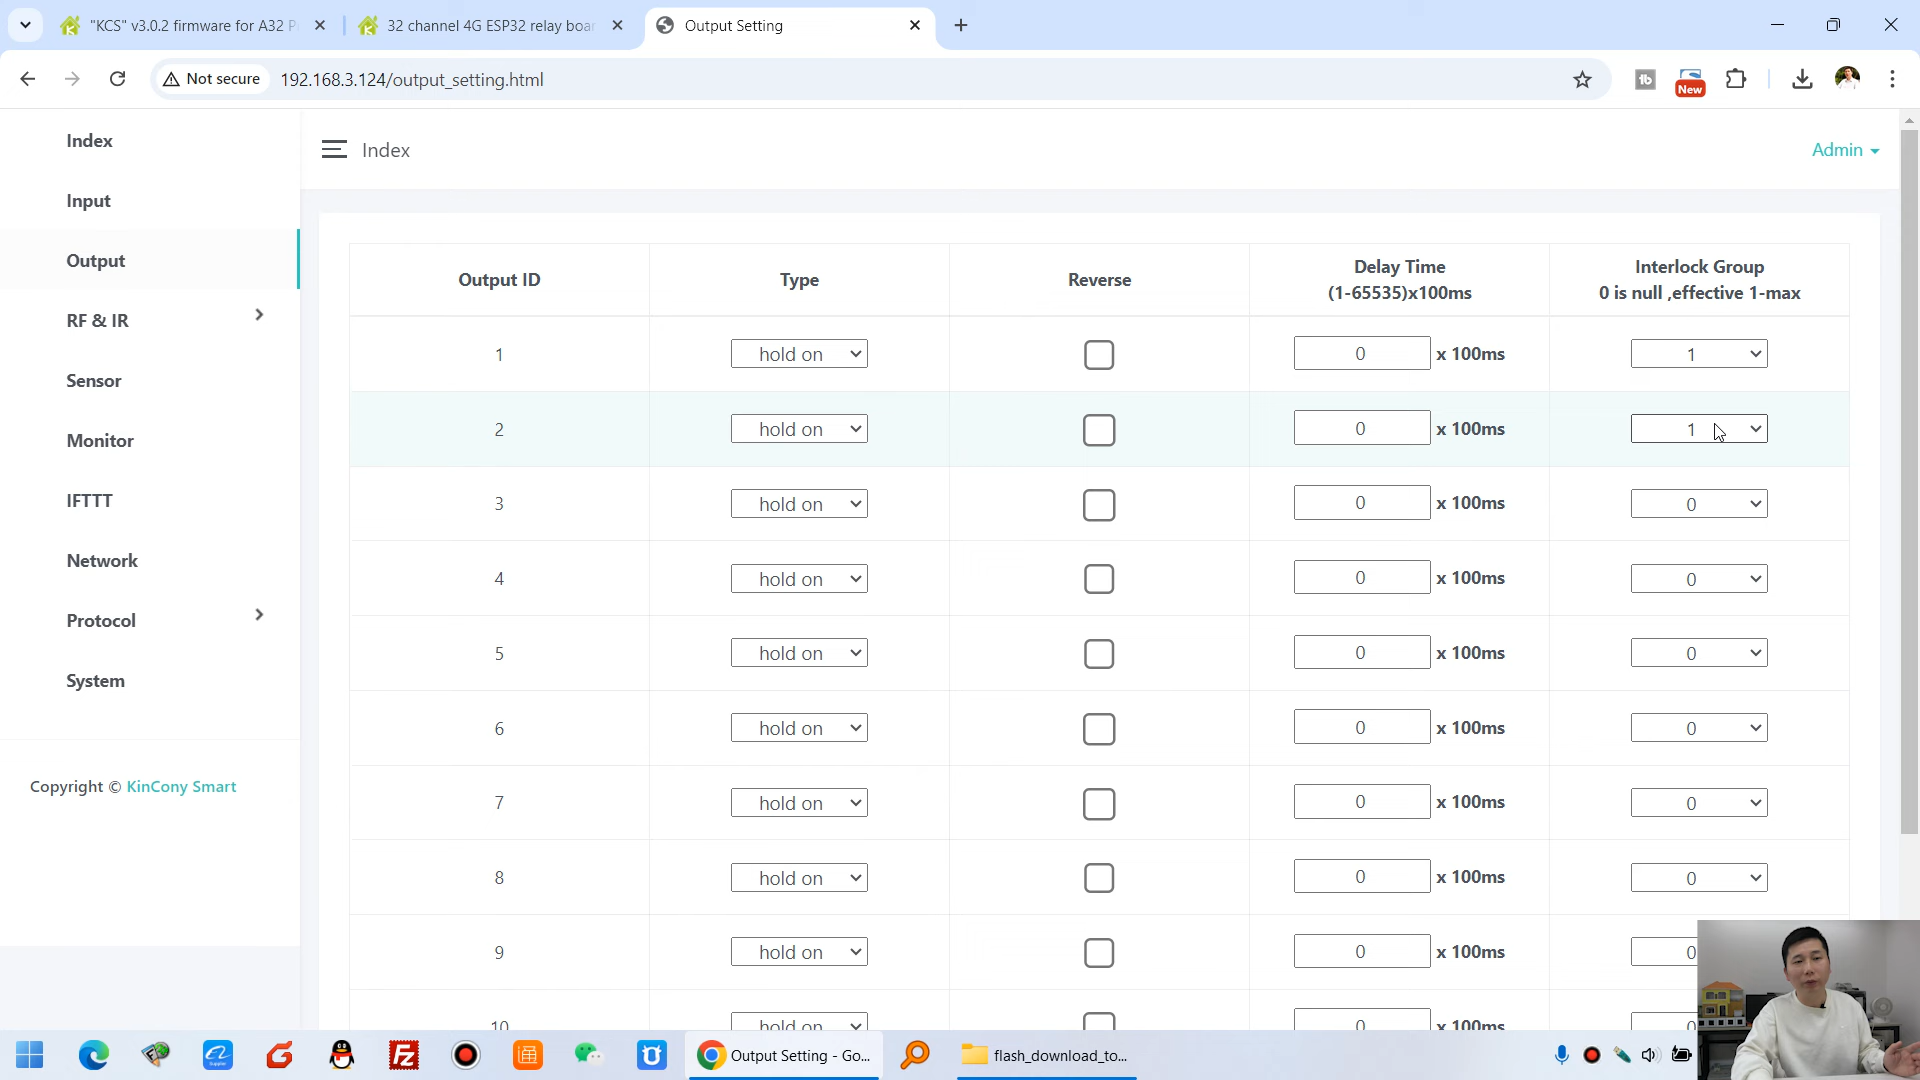 "KCS" v3.0.2 firmware for A32 P
32 channel 4G ESP32 relay boar
Output Setting
Not secure
192.168.3.124/output_setting.html
New
Index
Input
Output
RF & IR
Sensor
Monitor
IFTTT
Network
Protocol
System
Copyright © KinCony Smart
Index
Admin
Output ID
Type
Reverse
Delay Time
(1-65535)x100ms
Interlock Group
0 is null ,effective 1-max
1 hold on 0 x 100ms 1
2 hold on 0 x 100ms 1
3 hold on 0 x 100ms 0
4 hold on 0 x 100ms 0
5 hold on 0 x 100ms 0
6 hold on 0 x 100ms 0
7 hold on 0 x 100ms 0
8 hold on 0 x 100ms 0
9 hold on 0 x 100ms 0
10 hold on 0 x 100ms 0
Output Setting - Go...
flash_download_to...